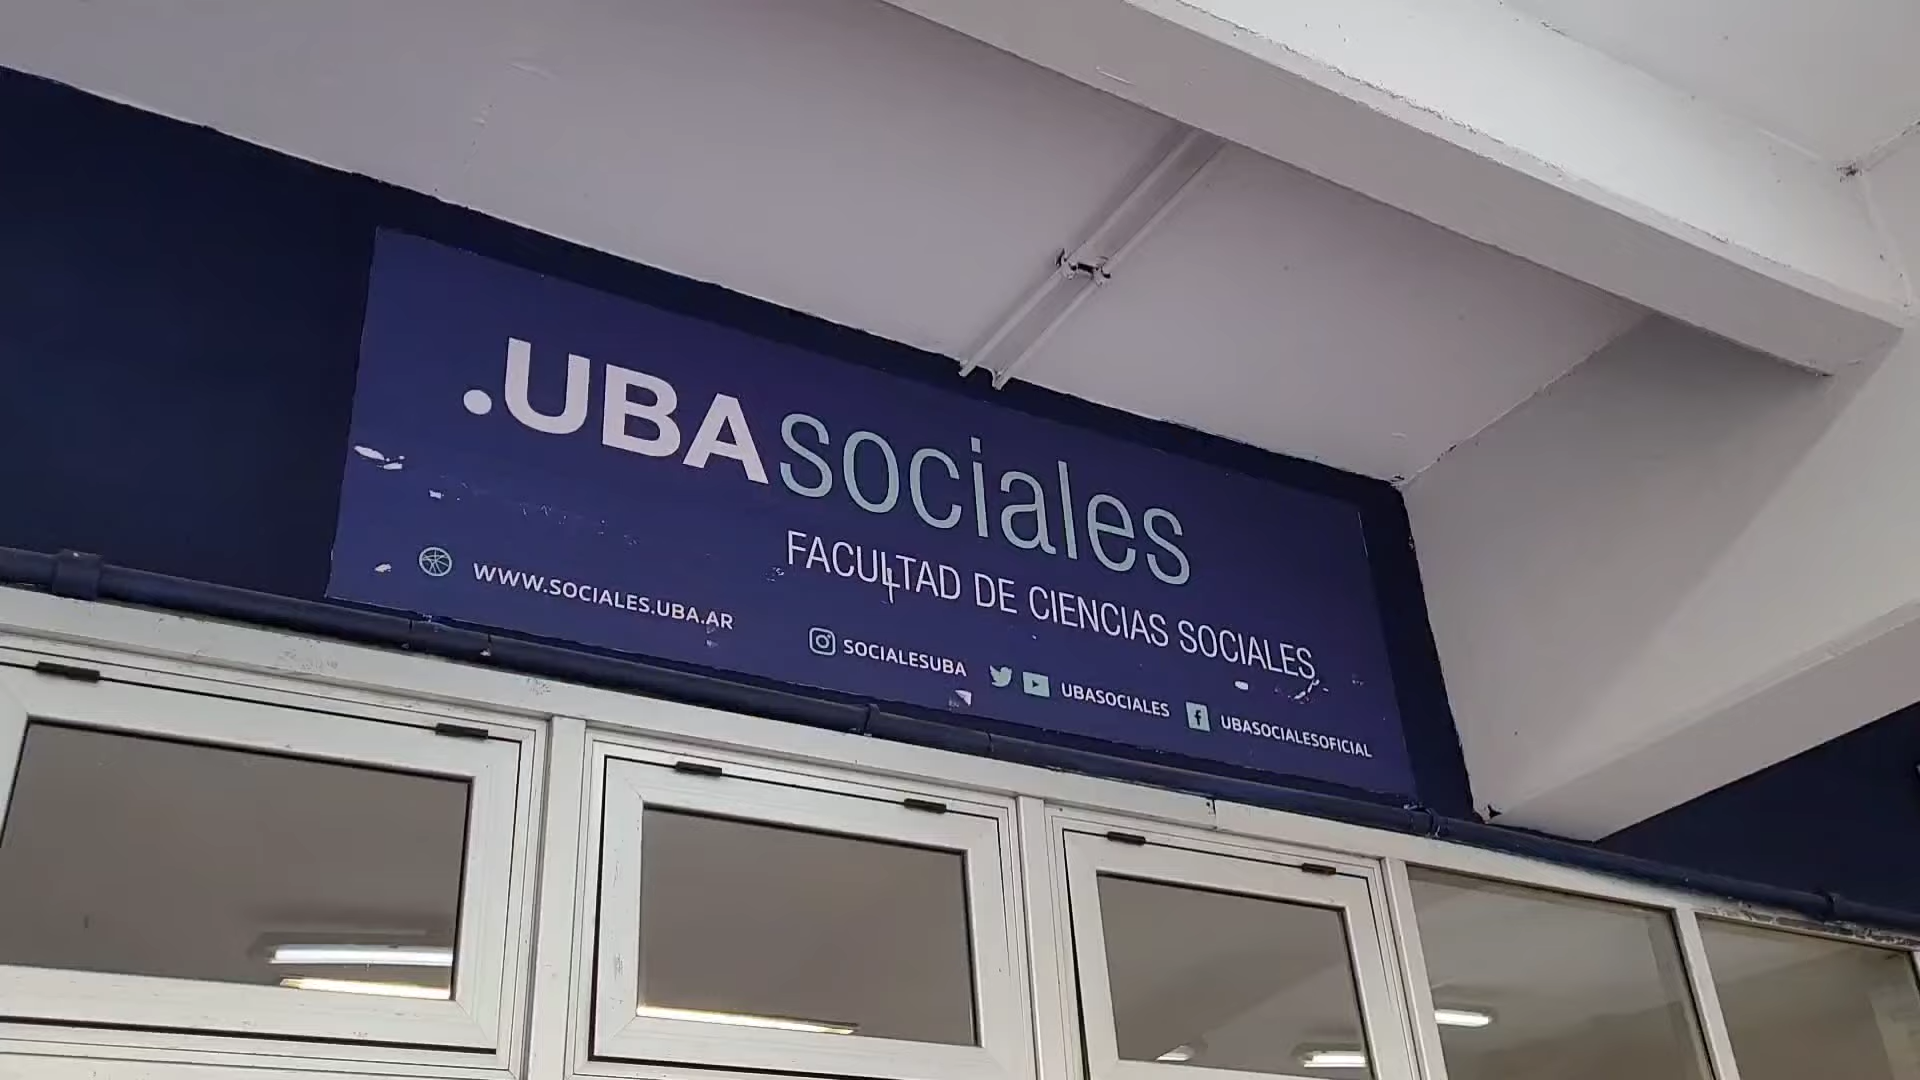 .UBAsociales
FACULTAD DE CIENCIAS SOCIALES
WWW.SOCIALES.UBA.AR
SOCIALESUBA
UBASOCIALES
UBASOCIALESOFICIAL